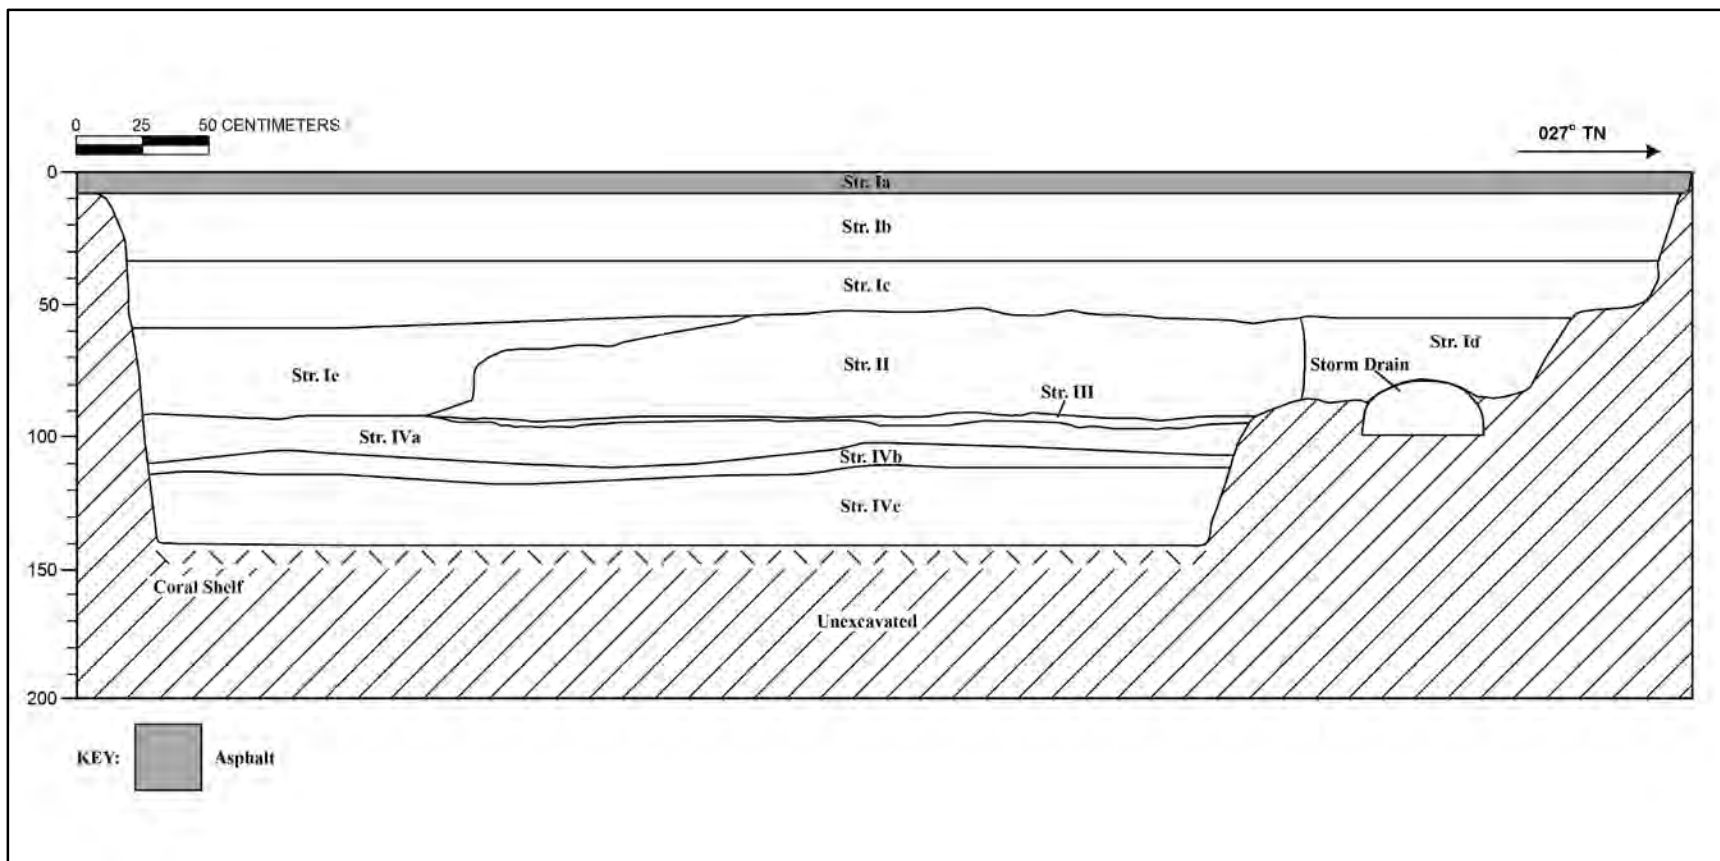 0 25 50 CENTIMETERS
027° TN
0
Str. Ia
Str. Ib
Str. Ic
50
Str. Id
Storm Drain
Str. II
Str. Ie
Str. III
100
Str. IVa
Str. IVb
Str. IVc
150
Coral Shelf
Unexcavated
200
KEY: Asphalt